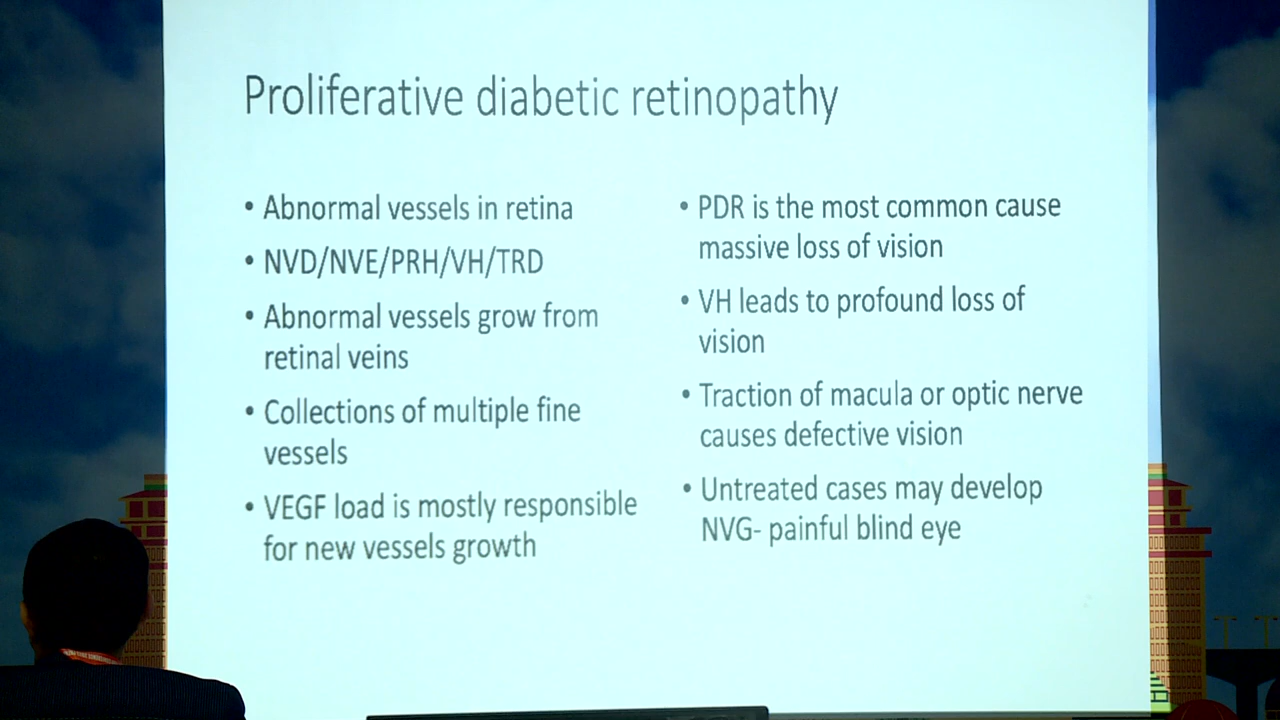 Proliferative diabetic retinopathy
• Abnormal vessels in retina
• NVD/NVE/PRH/VH/TRD
• Abnormal vessels grow from
retinal veins
• Collections of multiple fine
vessels
• VEGF load is mostly responsible
for new vessels growth
• PDR is the most common cause
massive loss of vision
• VH leads to profound loss of
vision
• Traction of macula or optic nerve
causes defective vision
• Untreated cases may develop
NVG- painful blind eye